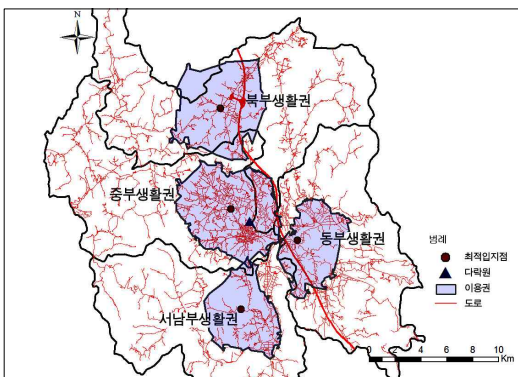 N
북부생활권
중부생활권
동부생활권
서남부생활권
범례
최적입지점
다락원
이용권
도로
0 2 4 6 8 10
Km